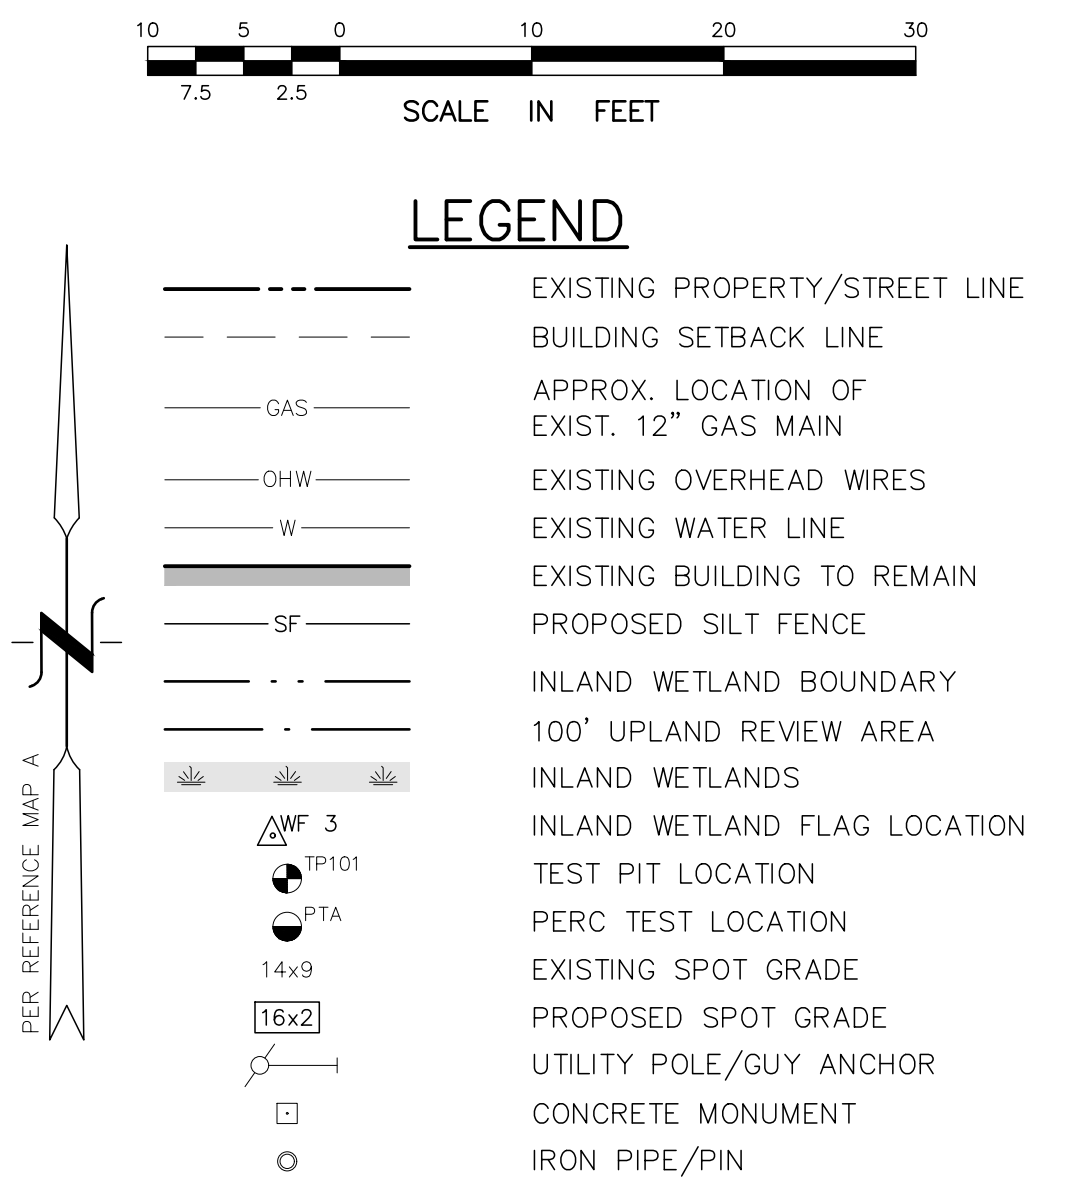 10 5 0 10 20 30
7.5 2.5
SCALE IN FEET
LEGEND
EXISTING PROPERTY/STREET LINE
BUILDING SETBACK LINE
GAS APPROX. LOCATION OF
EXIST. 12” GAS MAIN
OHW EXISTING OVERHEAD WIRES
W EXISTING WATER LINE
EXISTING BUILDING TO REMAIN
SF PROPOSED SILT FENCE
INLAND WETLAND BOUNDARY
100’ UPLAND REVIEW AREA
INLAND WETLANDS
WF 3 INLAND WETLAND FLAG LOCATION
TP101 TEST PIT LOCATION
PTA PERC TEST LOCATION
14x9 EXISTING SPOT GRADE
16x2 PROPOSED SPOT GRADE
UTILITY POLE/GUY ANCHOR
CONCRETE MONUMENT
IRON PIPE/PIN
N
PER REFERENCE MAP A